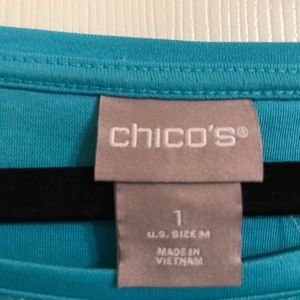 chico's®
1
U.S. SIZE M
MADE IN
VIETNAM